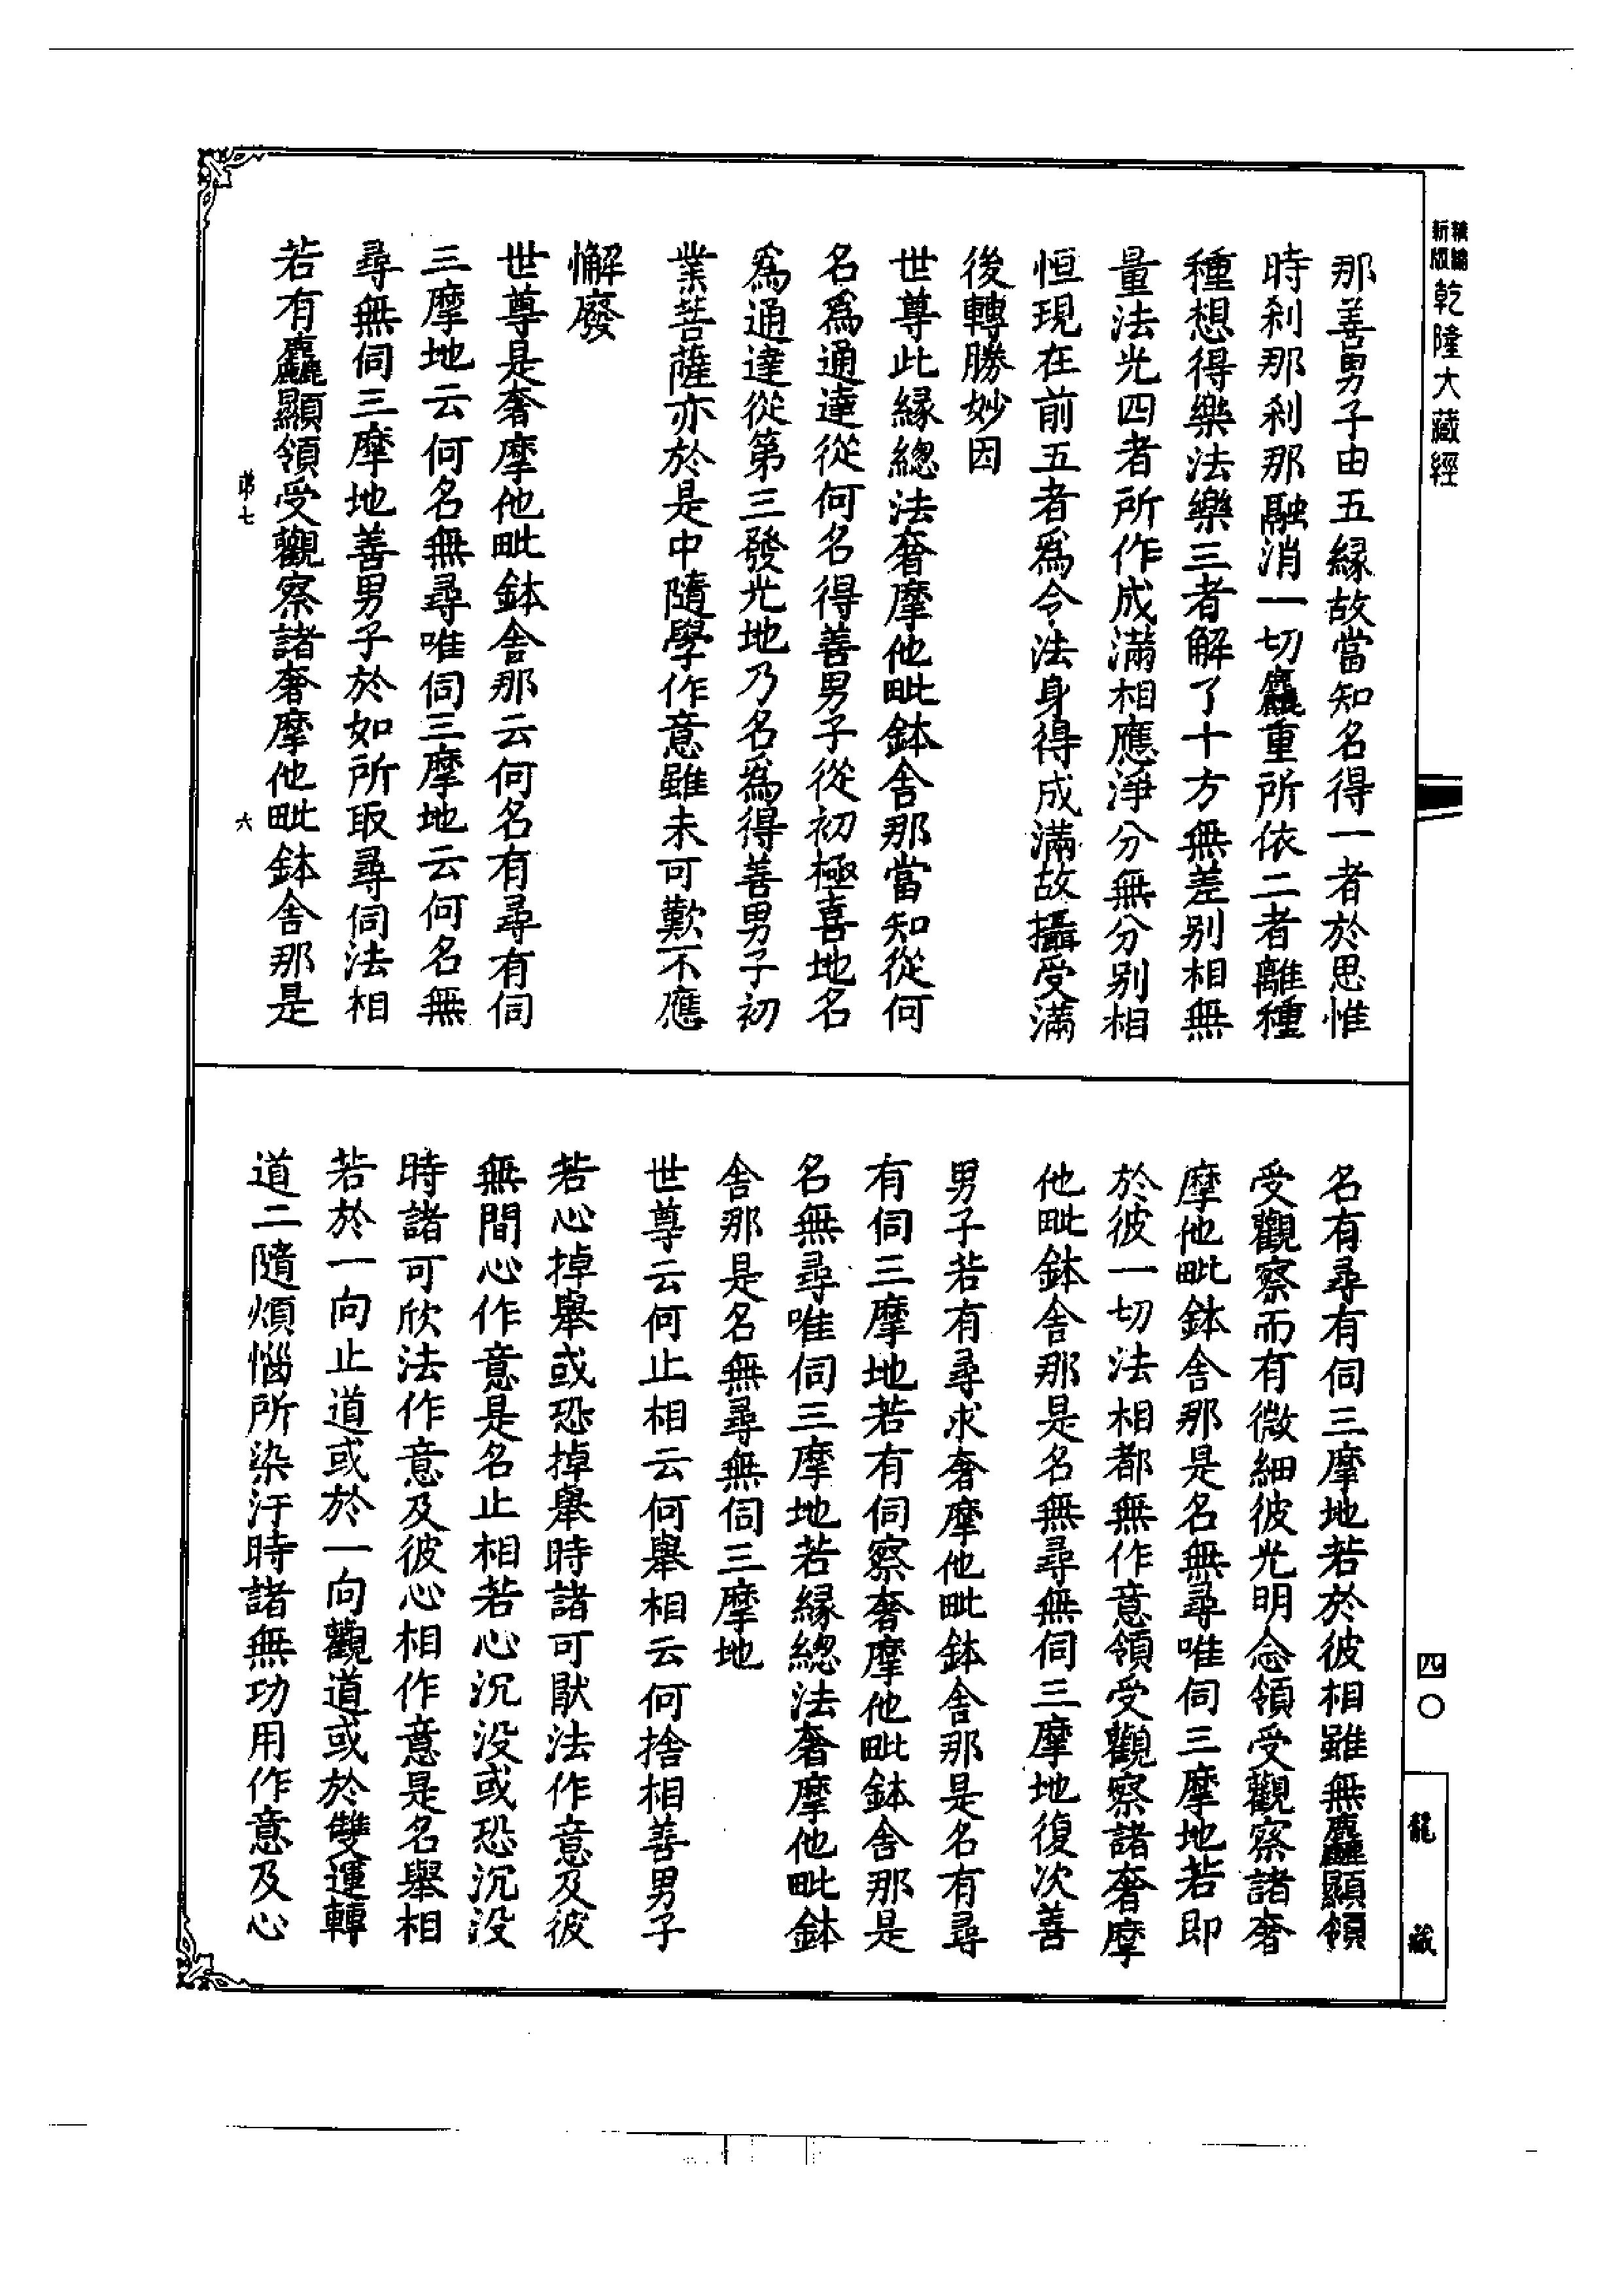 新編
縮版
乾隆大藏經
那善男子由五緣故當知名得一者於思惟
時剎那剎那融消一切麤重所依二者離種
種想得樂法樂三者解了十方無差別相無
量法光四者所作成滿相應淨分無分別相
恒現在前五者為令法身得成滿故攝受
後轉勝妙因
世尊此緣總法奢摩他毗鉢舍那當知從何
名為通達從何名得善男子從初極喜地名
為通達從第三發光地乃名為得善男子初
業菩薩亦於是中隨學作意雖未可歎不應
懈廢
世尊是奢摩他毗鉢舍那云何名有尋有伺
三摩地云何名無尋唯伺三摩地云何名無
尋無伺三摩地善男子於如所取尋伺法相
若有麤顯領受觀察諸奢摩他毗鉢舍那是
第七
六
名有尋有伺三摩地若於彼相雖無麤顯領
受觀察而有微細彼光明念領受觀察諸奢
摩他毗鉢舍那是名無尋唯伺三摩地若即
於彼一切法相都無作意領受觀察諸奢摩
他毗鉢舍那是名無尋無伺三摩地復次善
男子若有尋求奢摩他毗鉢舍那是名有尋
有伺三摩地若有伺察奢摩他毗鉢舍那是
名無尋唯伺三摩地若緣總法奢摩他毗鉢
舍那是名無尋無伺三摩地
世尊云何止相云何舉相云何捨相善男子
若心掉舉或恐掉舉時諸可猒法作意及彼
無間心作意是名止相若心沉沒或恐沉沒
時諸可欣法作意及彼心相作意是名舉相
若於一向止道或於一向觀道或於雙運轉
道二隨煩惱所染汙時諸無功用作意及心
四〇
龍藏